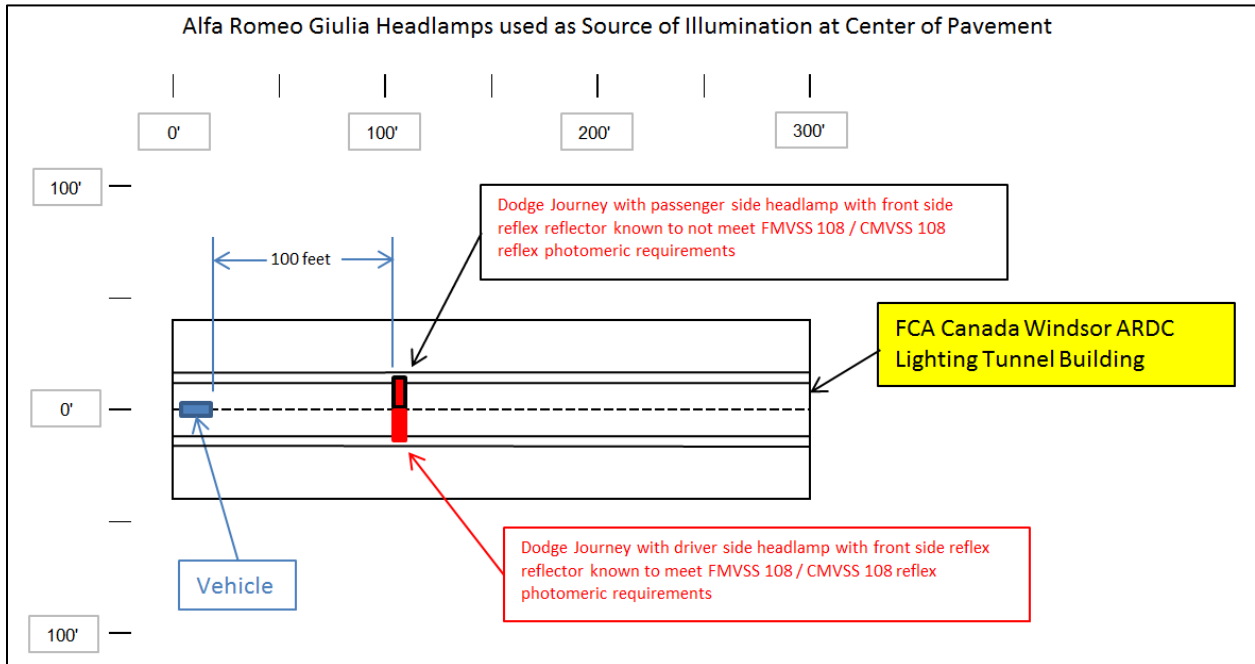 Alfa Romeo Giulia Headlamps used as Source of Illumination at Center of Pavement
0'
100'
200'
300'
100'
Dodge Journey with passenger side headlamp with front side
reflex reflector known to not meet FMVSS 108 / CMVSS 108
reflex photomeric requirements
100 feet
FCA Canada Windsor ARDC
Lighting Tunnel Building
0'
Dodge Journey with driver side headlamp with front side reflex
reflector known to meet FMVSS 108 / CMVSS 108 reflex
photomeric requirements
Vehicle
100'